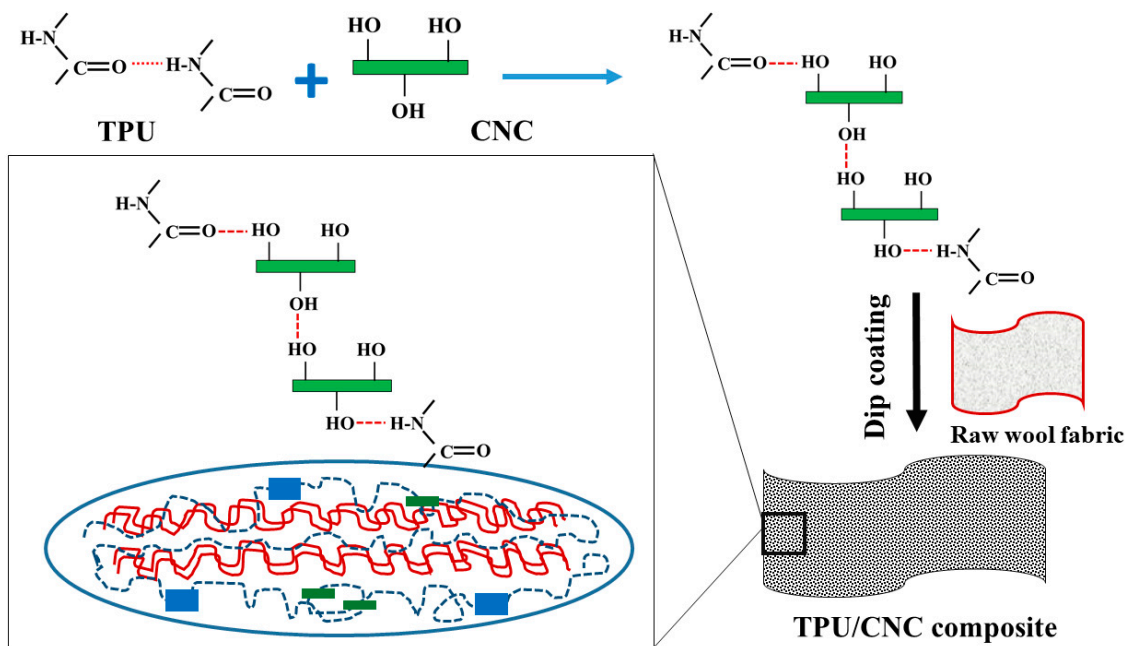 H-N
C=O
H-N
C=O
TPU
+
HO
HO
OH
CNC
H-N
C=O
HO
HO
OH
HO
HO
HO
H-N
C=O
Dip coating
Raw wool fabric
TPU/CNC composite
H-N
C=O
HO
HO
OH
HO
HO
HO
H-N
C=O